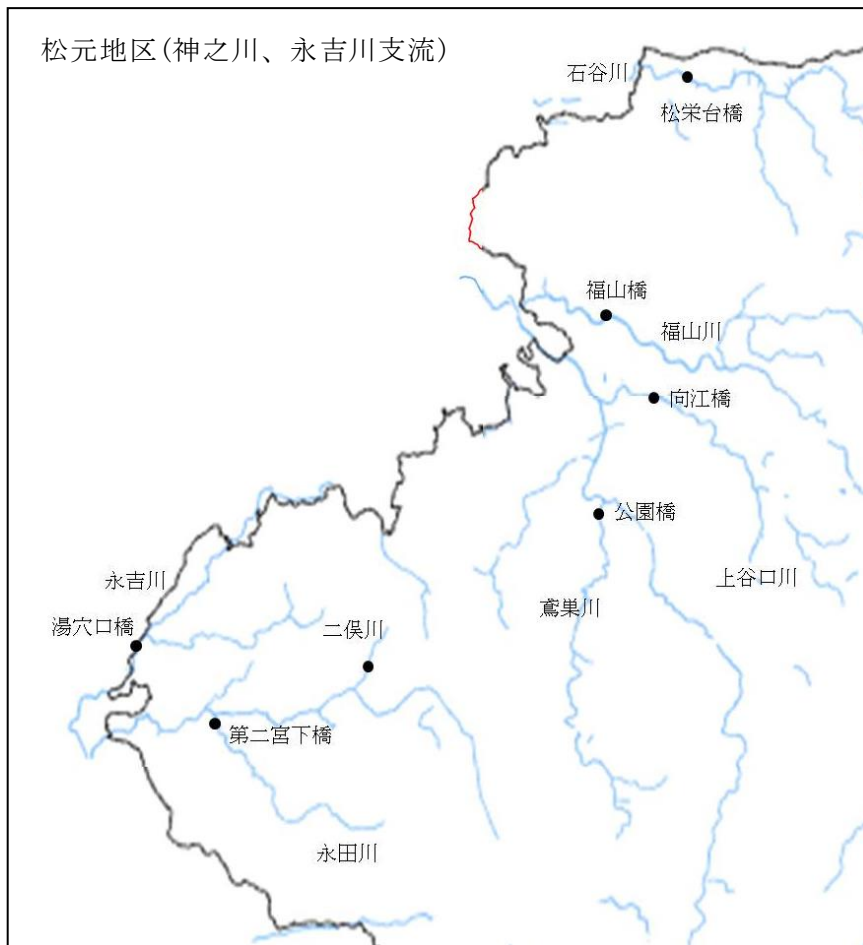 松元地区(神之川、永吉川支流)
石谷川
松栄台橋
福山橋
福山川
向江橋
公園橋
上谷口川
永吉川
鳶巣川
湯穴口橋
二俣川
第二宮下橋
永田川